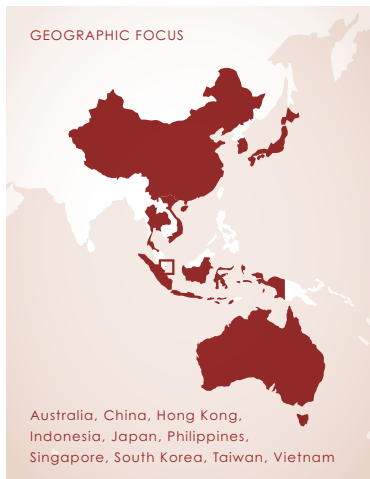 GEOGRAPHIC FOCUS
Australia, China, Hong Kong,
Indonesia, Japan, Philippines,
Singapore, South Korea, Taiwan, Vietnam